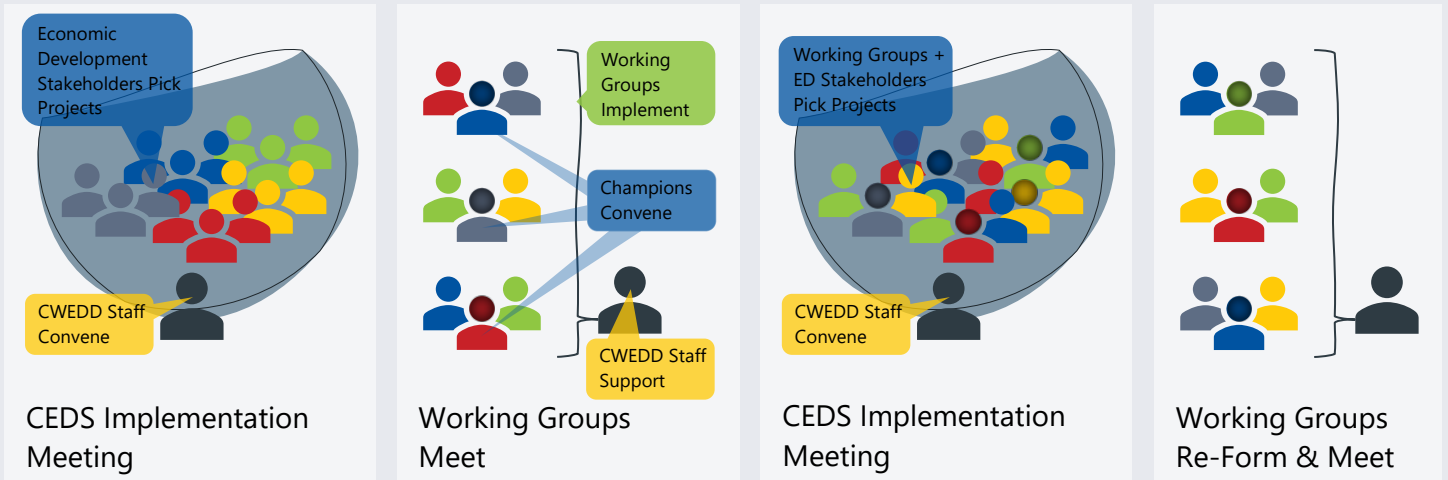 Economic
Development
Stakeholders Pick
Projects
CWEDD Staff
Convene
CEDS Implementation
Meeting
Working
Groups
Implement
Champions
Convene
CWEDD Staff
Support
Working Groups
Meet
Working Groups +
ED Stakeholders
Pick Projects
CWEDD Staff
Convene
CEDS Implementation
Meeting
Working Groups
Re-Form & Meet